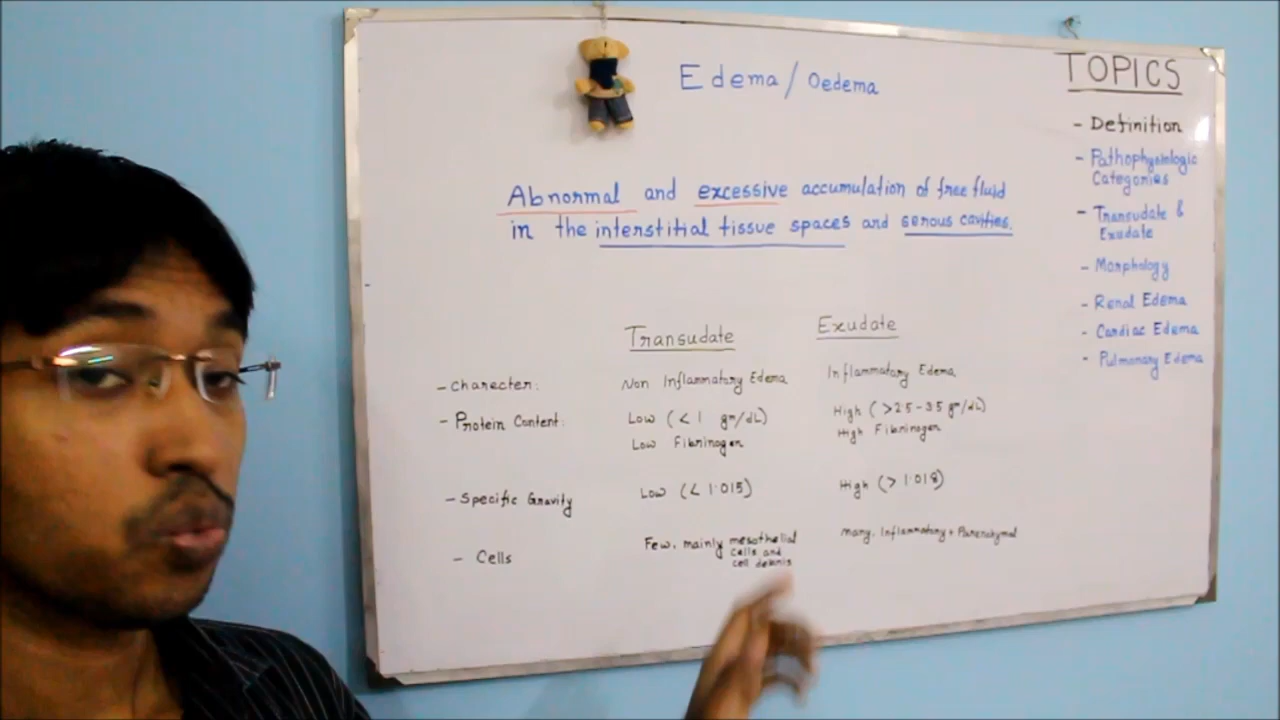 Edema / Oedema
Abnormal and excessive accumulation of free fluid
in the interstitial tissue spaces and serous cavities.
Transudate Exudate
- Character: Non Inflammatory Edema Inflammatory Edema
- Protein Content: Low (< 1 gm/dL) High (>2.5-3.5 gm/dL)
Low Fibrinogen High Fibrinogen
- Specific Gravity Low (< 1.015) High (> 1.018)
- Cells Few, mainly mesothelial Many, Inflammatory + Parenchymal
cells and
cell debris
TOPICS
- Definition
- Pathophysiologic
Categories
- Transudate &
Exudate
- Morphology
- Renal Edema
- Cardiac Edema
- Pulmonary Edema